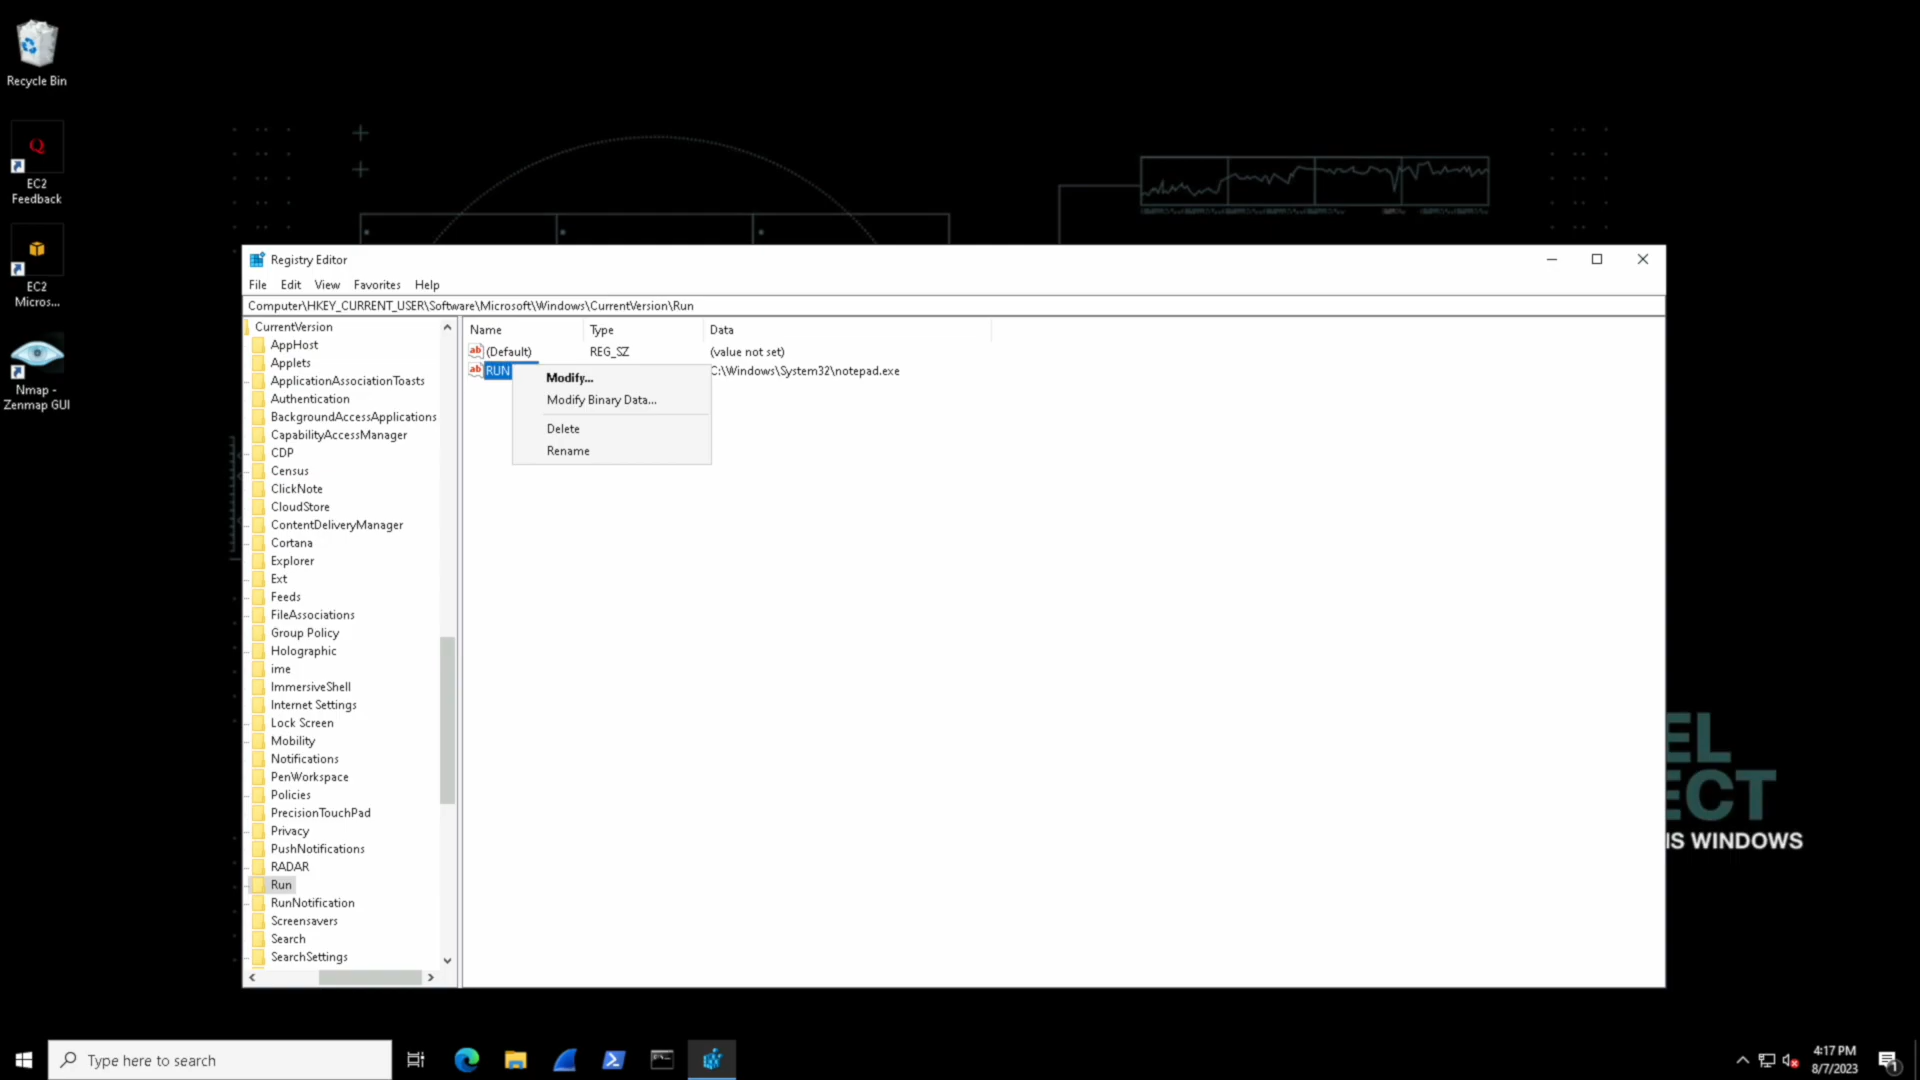 Recycle Bin
EC2
Feedback
EC2
Micros...
Nmap -
Zenmap GUI
Registry Editor
File Edit View Favorites Help
Computer\HKEY_CURRENT_USER\Software\Microsoft\Windows\CurrentVersion\Run
CurrentVersion
AppHost
Applets
ApplicationAssociationToasts
Authentication
BackgroundAccessApplications
CapabilityAccessManager
CDP
Census
ClickNote
CloudStore
ContentDeliveryManager
Cortana
Explorer
Ext
Feeds
FileAssociations
Group Policy
Holographic
ime
ImmersiveShell
Internet Settings
Lock Screen
Mobility
Notifications
PenWorkspace
Policies
PrecisionTouchPad
Privacy
PushNotifications
RADAR
Run
RunNotification
Screensavers
Search
SearchSettings
Name Type Data
(Default) REG_SZ (value not set)
RUN C:\Windows\System32\notepad.exe
Modify...
Modify Binary Data...
Delete
Rename
EL
ECT
IS WINDOWS
Type here to search
4:17 PM
8/7/2023
1